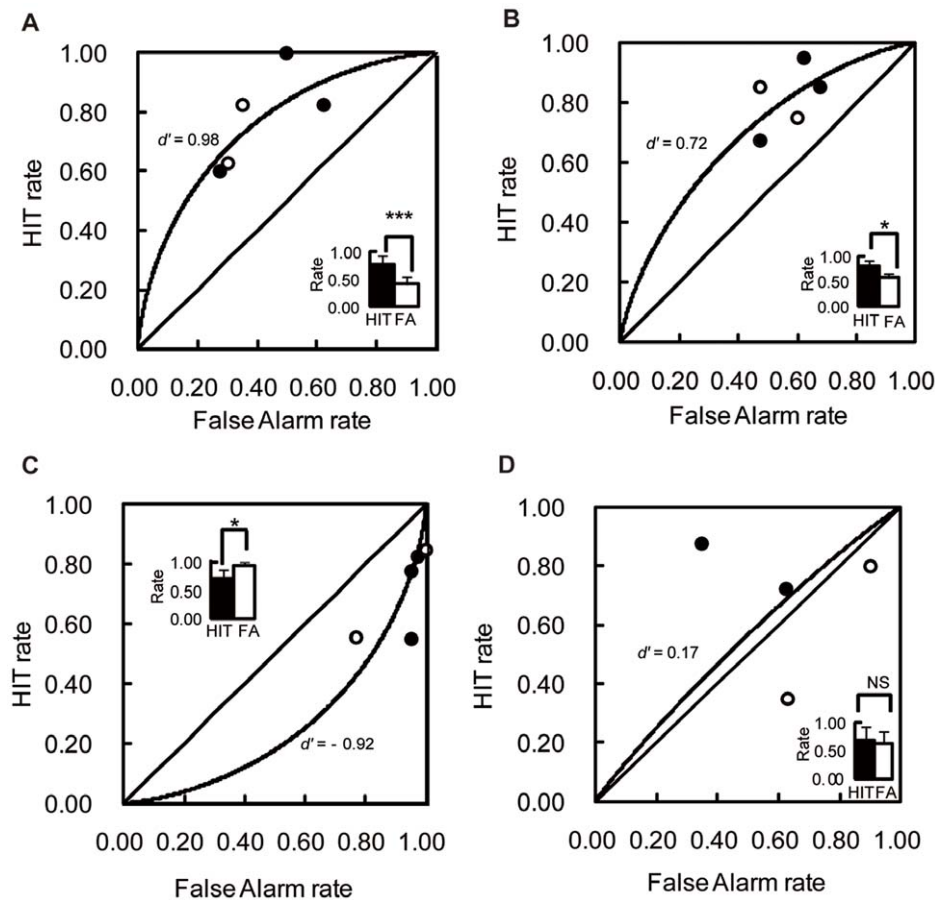 A
1.00
0.80
0.60
0.40
0.20
0.00
HIT rate
d' = 0.98
***
1.00
0.50
0.00
Rate
HIT FA
0.00 0.20 0.40 0.60 0.80 1.00
False Alarm rate
B
1.00
0.80
0.60
0.40
0.20
0.00
HIT rate
d' = 0.72
*
1.00
0.50
0.00
Rate
HIT FA
0.00 0.20 0.40 0.60 0.80 1.00
False Alarm rate
C
1.00
0.80
0.60
0.40
0.20
0.00
HIT rate
*
1.00
0.50
0.00
Rate
HIT FA
d' = - 0.92
0.00 0.20 0.40 0.60 0.80 1.00
False Alarm rate
D
1.00
0.80
0.60
0.40
0.20
0.00
HIT rate
d' = 0.17
NS
1.00
0.50
0.00
Rate
HIT FA
0.00 0.20 0.40 0.60 0.80 1.00
False Alarm rate